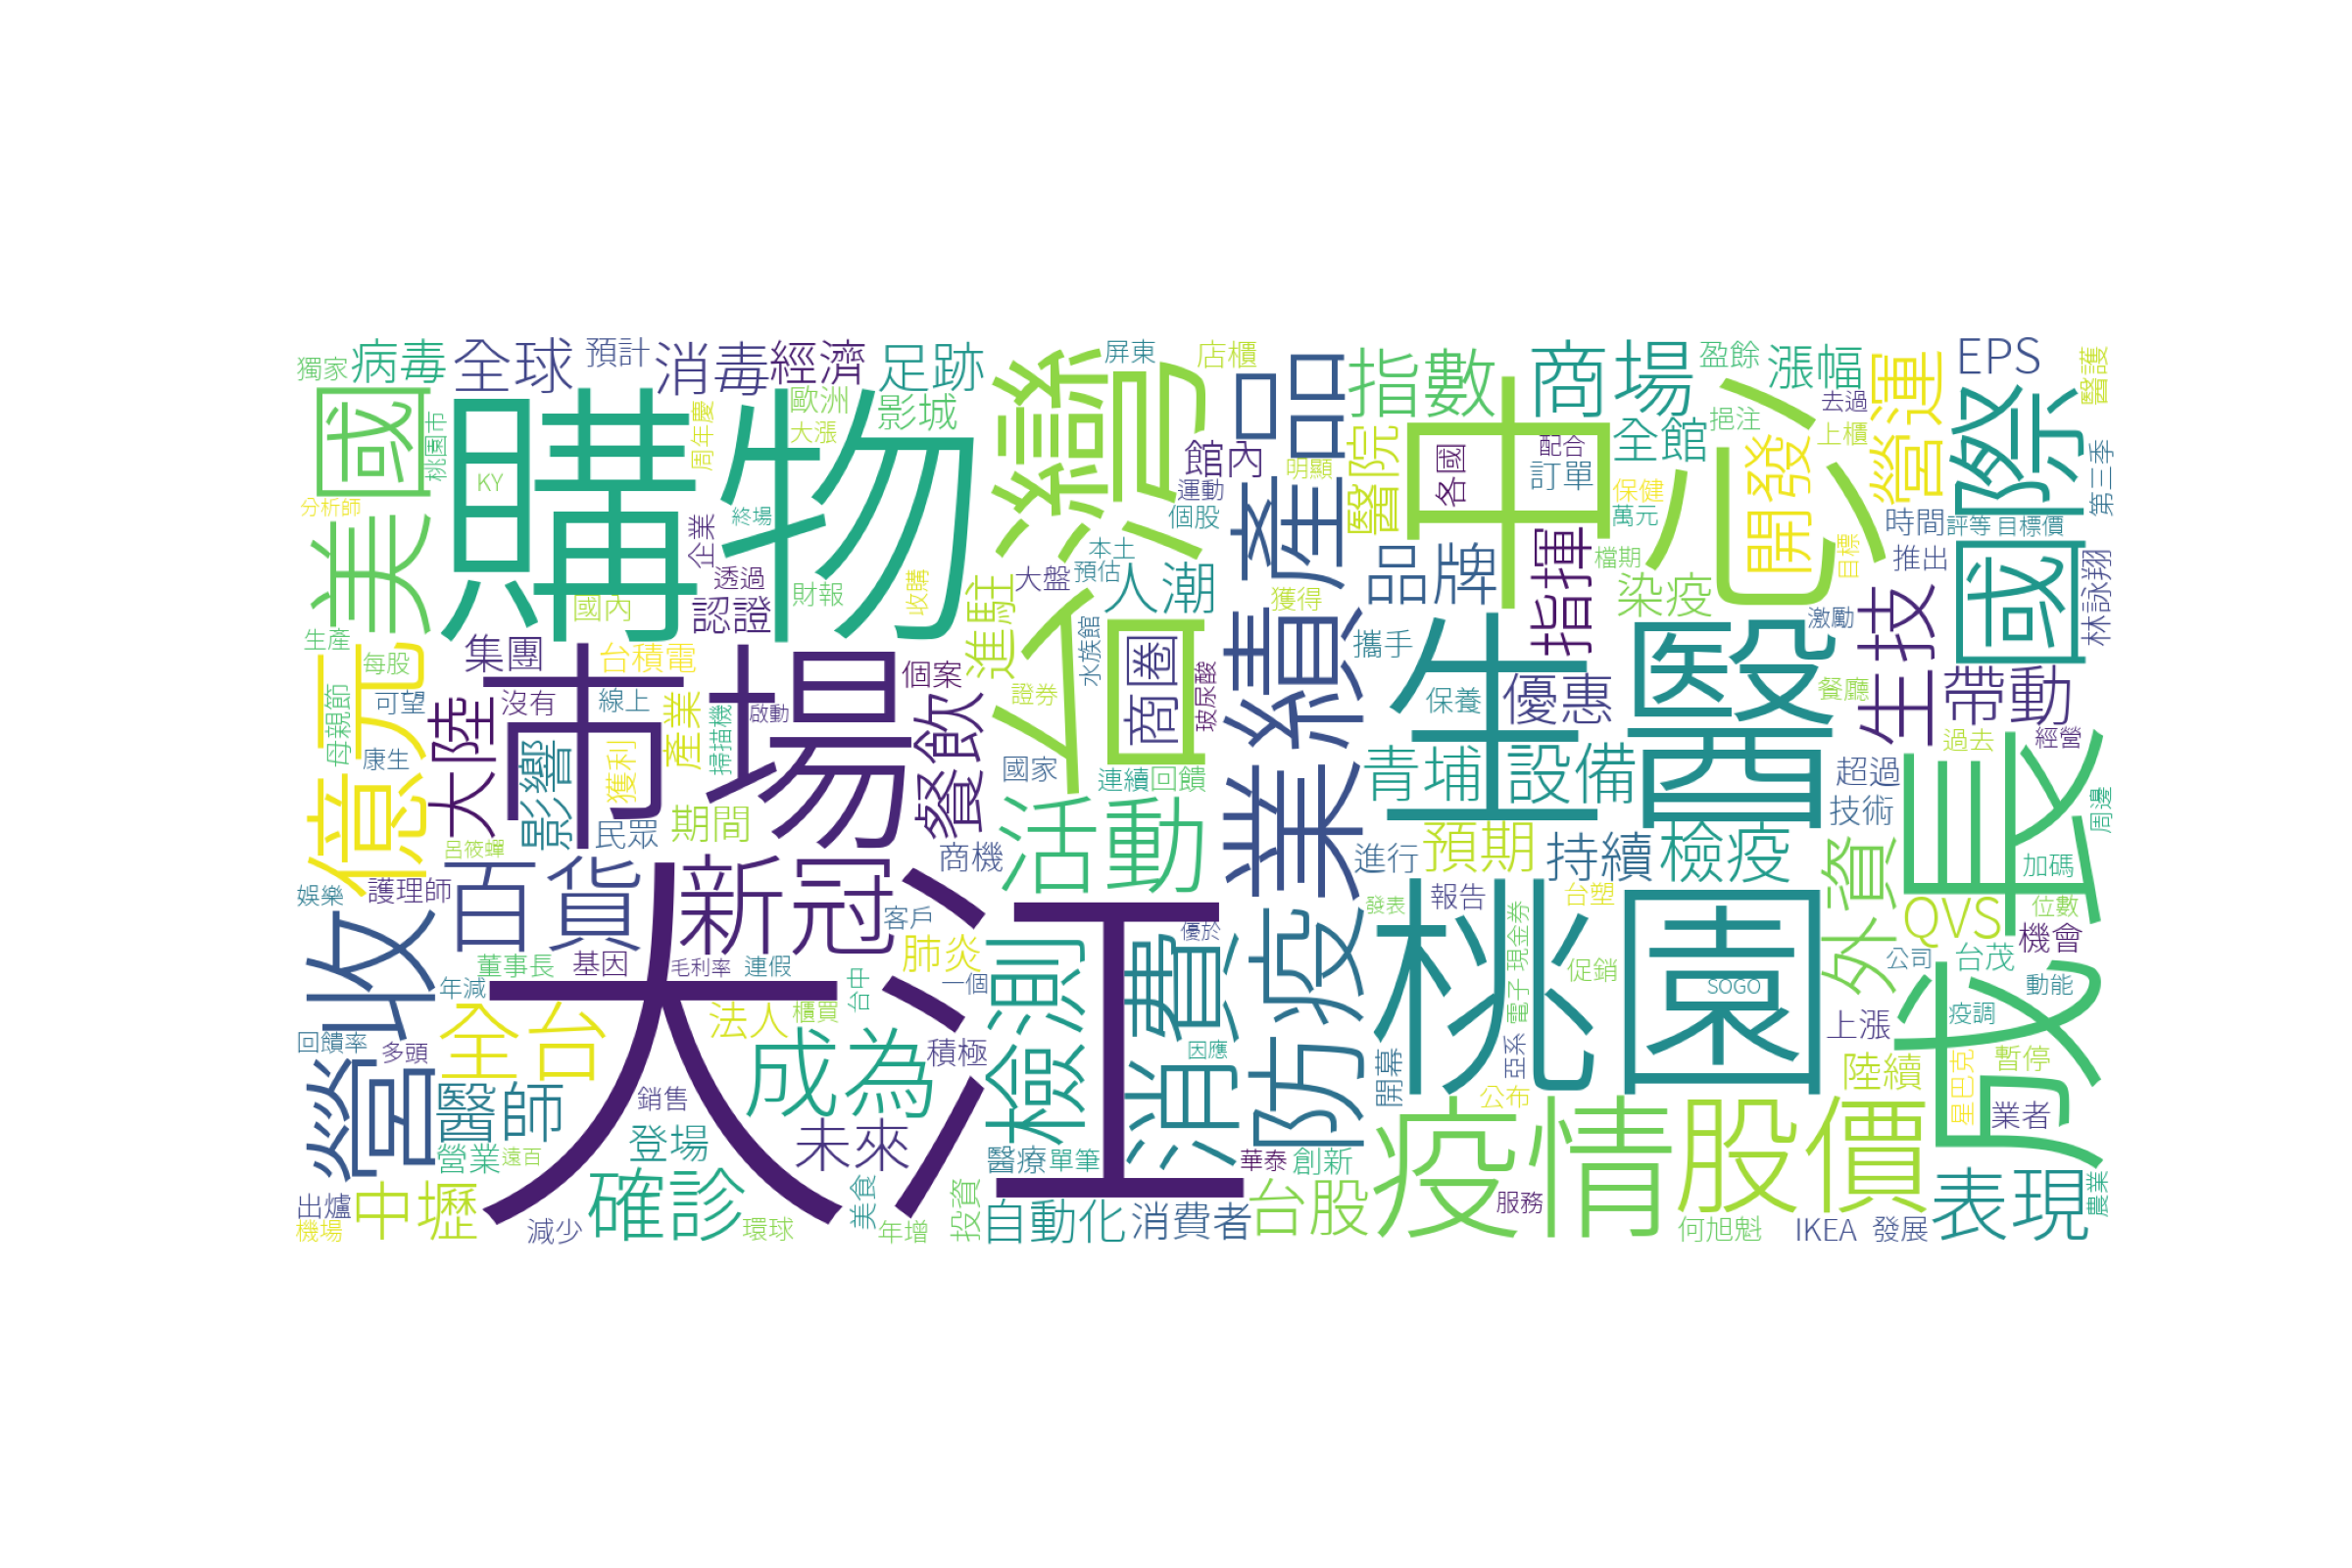 獨家
病毒
全球
預計
消毒
經濟
足跡
歐洲
影城
大漲
周年慶
桃園市
美國
購物
KY
分析師
終場
企業
透過
財報
收購
國內
認證
台灣
屏東
店櫃
產品
館內
運動
個股
明顯
本土
預估
大盤
人潮
進駐
獲得
指數
醫院
中心
各國
商場
配合
訂單
盈餘
漲幅
全館
挹注
去過
上櫃
保健
萬元
開發
營運
國際
EPS
醫護
第三季
時間
評等
目標價
目標
推出
林詠翔
檔期
染疫
指揮
品牌
激勵
生技
帶動
生產
每股
億元
母親節
可望
康生
集團
台積電
大陸
沒有
線上
市場
影響
獲利
民眾
產業
掃描機
啟動
個案
餐飲
期間
呂筱蟬
商機
證券
水族館
商圈
坡尿酸
國家
連續
回饋
活動
業績
攜手
保養
優惠
生醫
餐廳
青埔
設備
過去
經營
超過
技術
成長
周邊
進行
預期
持續
檢疫
外資
加碼
娛樂
護理師
百貨
新冠
客戶
肺炎
營收
董事長
基因
毛利率
連假
年減
一個
大江
檢測
消費
優於
防疫
發表
報告
台塑
桃園
電子
現金券
促銷
SOGO
QVS
機會
位數
公司
台茂
動能
疫調
回饋率
多頭
全台
法人
櫃買
台中
成為
積極
因應
開幕
亞系
公布
上漲
陸續
暫停
星巴克
業者
醫師
銷售
登場
未來
營業
遠百
確診
醫療
單筆
華泰
創新
疫情
股價
服務
表現
農業
出爐
機場
中壢
減少
環球
美食
年增
投資
自動化
消費者
台股
何旭魁
IKEA
發展